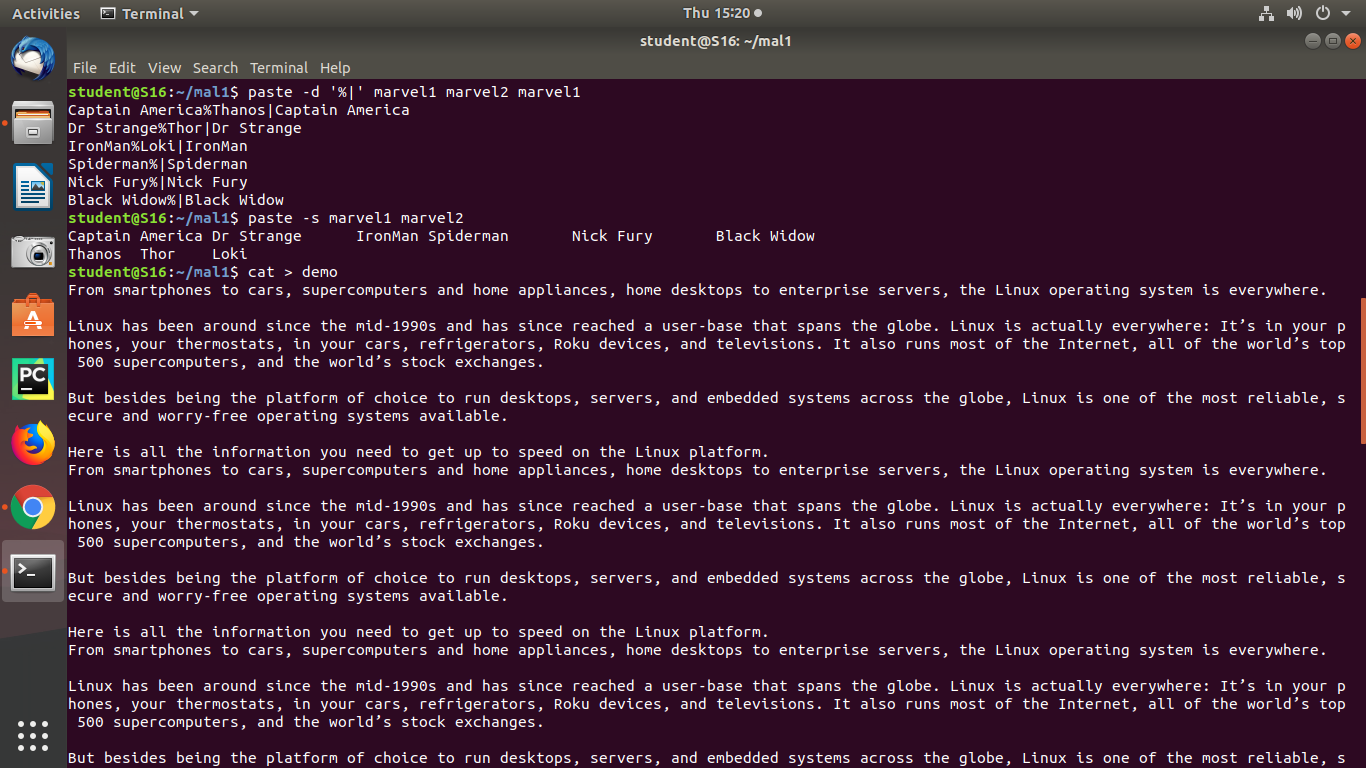 Activities Terminal Thu 15:20
student@S16: ~/mal1
File Edit View Search Terminal Help
student@S16:~/mal1$ paste -d '%|' marvel1 marvel2 marvel1
Captain America%Thanos|Captain America
Dr Strange%Thor|Dr Strange
IronMan%Loki|IronMan
Spiderman%|Spiderman
Nick Fury%|Nick Fury
Black Widow%|Black Widow
student@S16:~/mal1$ paste -s marvel1 marvel2
Captain America Dr Strange      IronMan Spiderman       Nick Fury       Black Widow
Thanos  Thor    Loki
student@S16:~/mal1$ cat > demo
From smartphones to cars, supercomputers and home appliances, home desktops to enterprise servers, the Linux operating system is everywhere.
Linux has been around since the mid-1990s and has since reached a user-base that spans the globe. Linux is actually everywhere: It’s in your p
hones, your thermostats, in your cars, refrigerators, Roku devices, and televisions. It also runs most of the Internet, all of the world’s top
 500 supercomputers, and the world’s stock exchanges.
But besides being the platform of choice to run desktops, servers, and embedded systems across the globe, Linux is one of the most reliable, s
ecure and worry-free operating systems available.
Here is all the information you need to get up to speed on the Linux platform.
From smartphones to cars, supercomputers and home appliances, home desktops to enterprise servers, the Linux operating system is everywhere.
Linux has been around since the mid-1990s and has since reached a user-base that spans the globe. Linux is actually everywhere: It’s in your p
hones, your thermostats, in your cars, refrigerators, Roku devices, and televisions. It also runs most of the Internet, all of the world’s top
 500 supercomputers, and the world’s stock exchanges.
But besides being the platform of choice to run desktops, servers, and embedded systems across the globe, Linux is one of the most reliable, s
ecure and worry-free operating systems available.
Here is all the information you need to get up to speed on the Linux platform.
From smartphones to cars, supercomputers and home appliances, home desktops to enterprise servers, the Linux operating system is everywhere.
Linux has been around since the mid-1990s and has since reached a user-base that spans the globe. Linux is actually everywhere: It’s in your p
hones, your thermostats, in your cars, refrigerators, Roku devices, and televisions. It also runs most of the Internet, all of the world’s top
 500 supercomputers, and the world’s stock exchanges.
But besides being the platform of choice to run desktops, servers, and embedded systems across the globe, Linux is one of the most reliable, s
PC